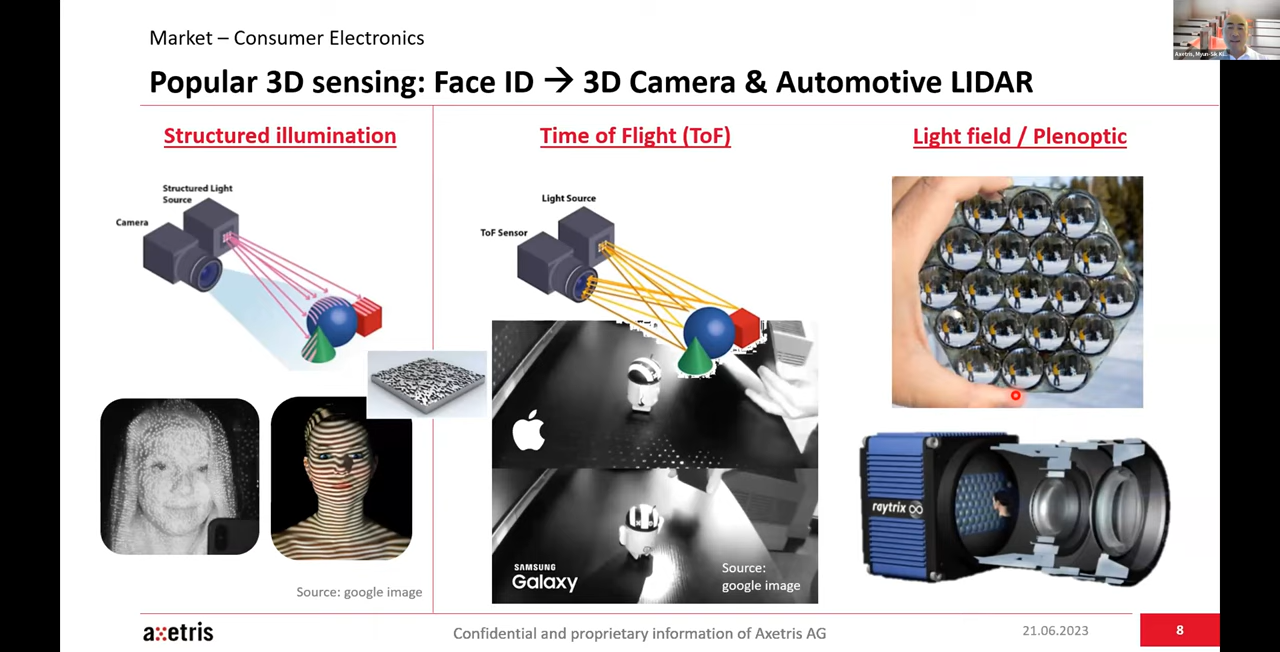 Market – Consumer Electronics
Popular 3D sensing: Face ID → 3D Camera & Automotive LIDAR
Structured illumination
Structured Light
Source
Camera
Source: google image
Time of Flight (ToF)
Light Source
ToF Sensor
SAMSUNG
Galaxy
Source:
google image
Light field / Plenoptic
raytrix
axetris
Confidential and proprietary information of Axetris AG
21.06.2023
8